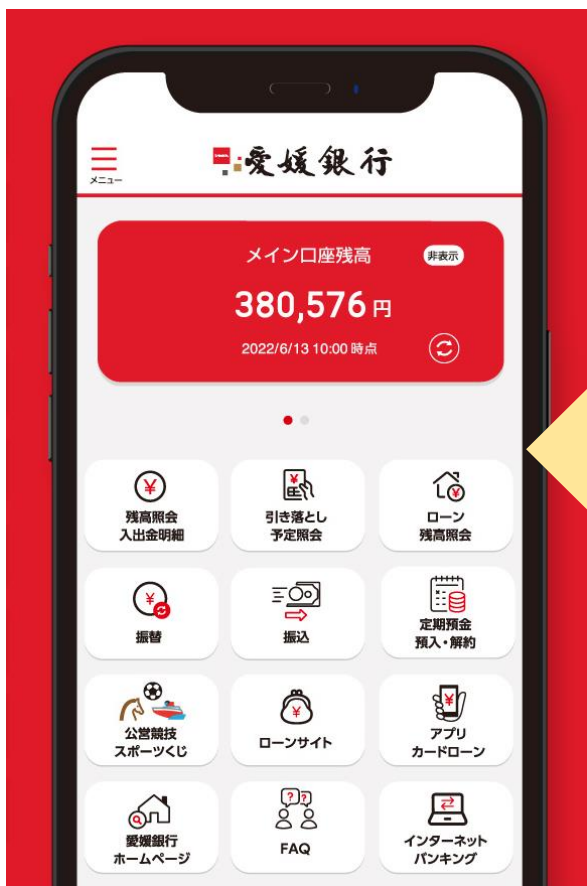 愛媛銀行
メニュー
メイン口座残高
非表示
380,576 円
2022/6/13 10:00 時点
残高照会
入出金明細
引き落とし
予定照会
ローン
残高照会
振替
振込
定期預金
預入・解約
公営競技
スポーツくじ
ローンサイト
アプリ
カードローン
愛媛銀行
ホームページ
FAQ
インターネット
バンキング